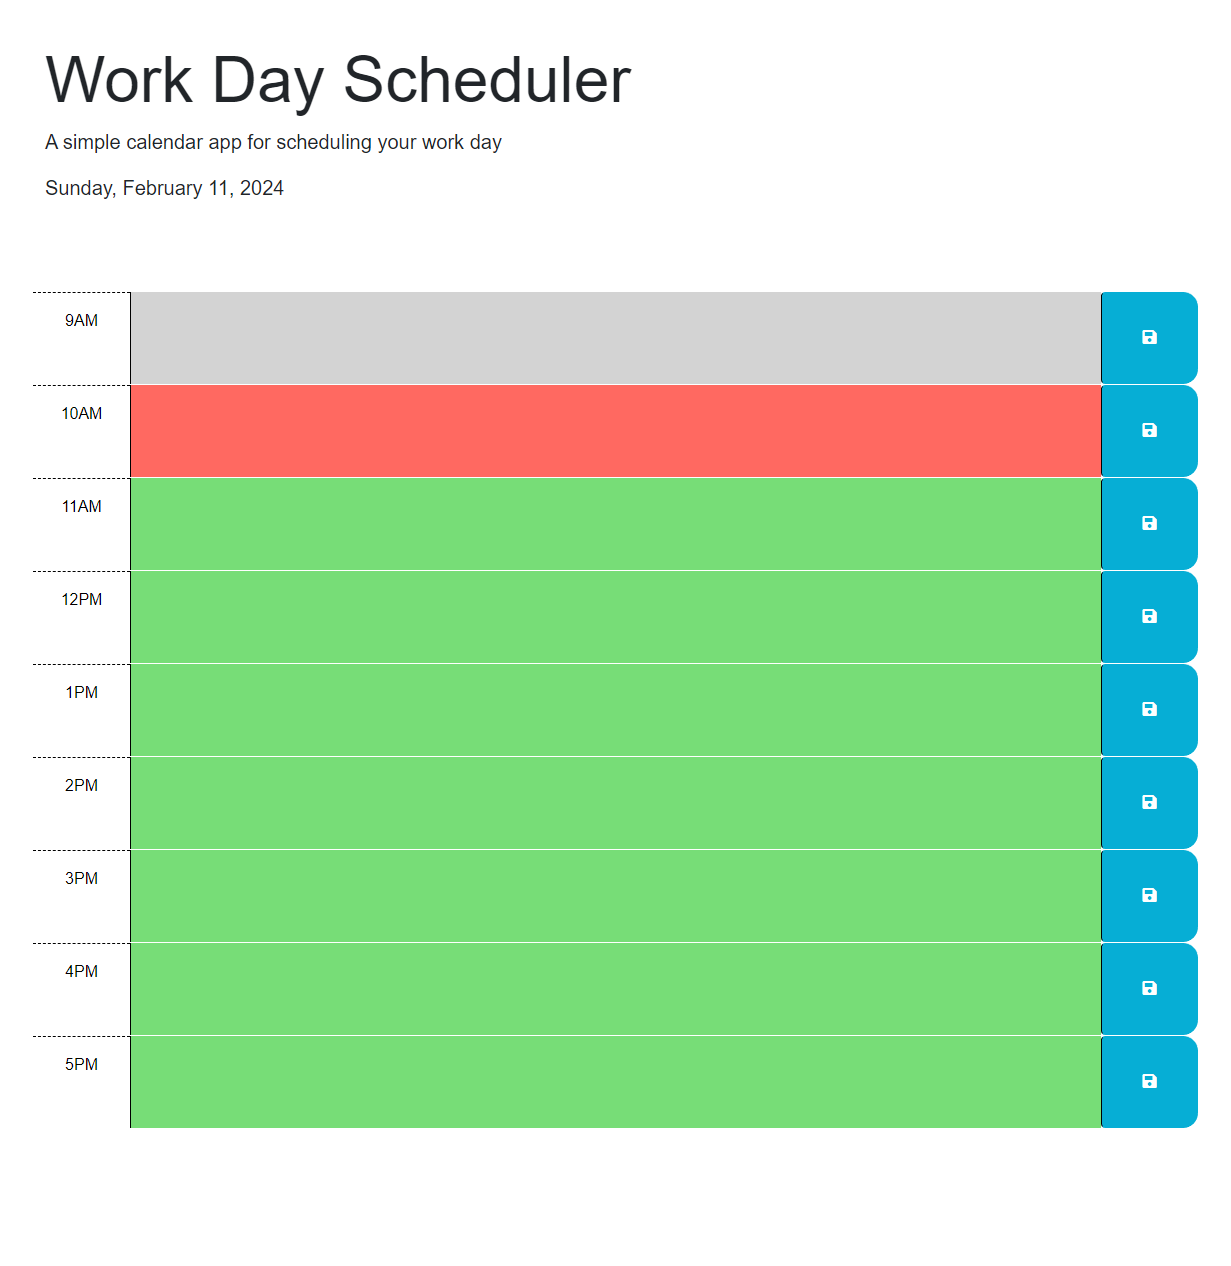 Work Day Scheduler
A simple calendar app for scheduling your work day
Sunday, February 11, 2024
9AM
10AM
11AM
12PM
1PM
2PM
3PM
4PM
5PM